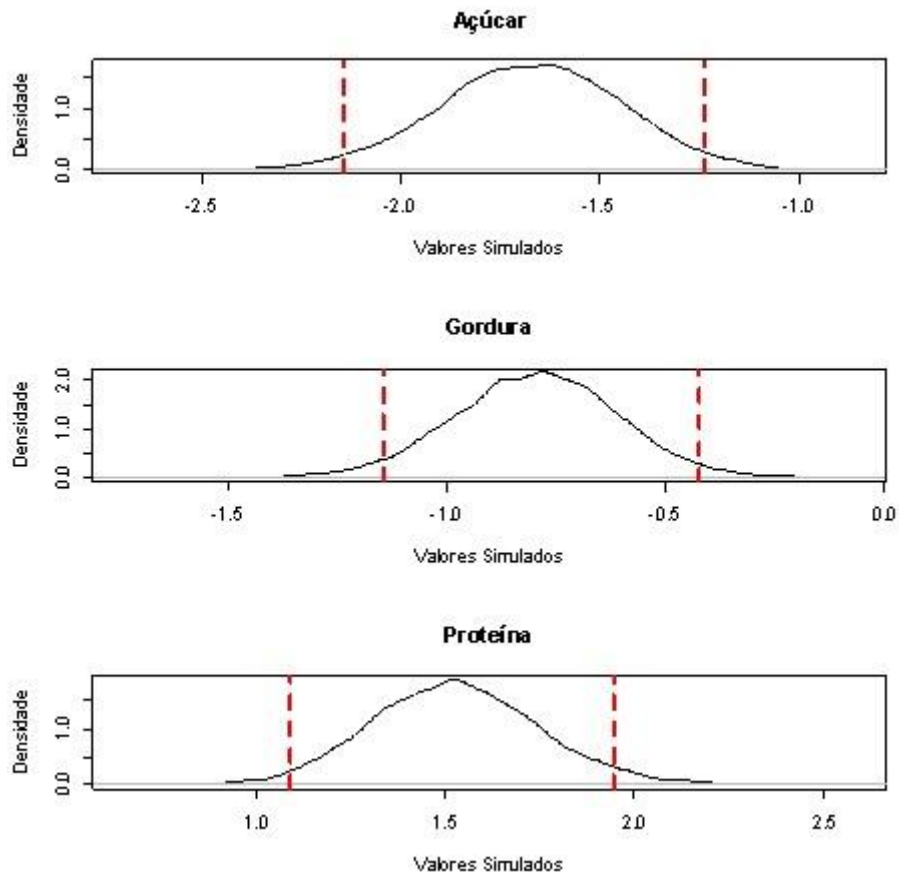 Açúcar
Densidade
0.0 1.0
-2.5 -2.0 -1.5 -1.0
Valores Simulados
Gordura
Densidade
0.0 1.0 2.0
-1.5 -1.0 -0.5 0.0
Valores Simulados
Proteína
Densidade
0.0 1.0
1.0 1.5 2.0 2.5
Valores Simulados